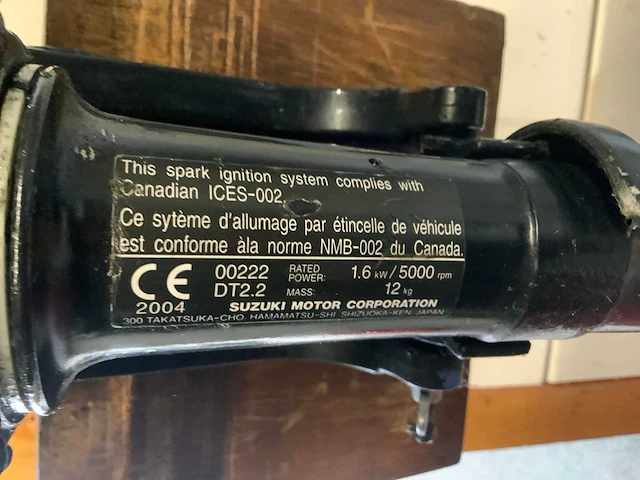 This spark ignition system complies with
Canadian ICES-002
Ce sytème d'allumage par étincelle de véhicule
est conforme àla norme NMB-002 du Canada.
CE 00222 RATED POWER: 1.6 kW/5000 rpm
2004 DT2.2 MASS: 12 kg
SUZUKI MOTOR CORPORATION
300 TAKATSUKA-CHO, HAMAMATSU-SHI, SHIZUOKA-KEN, JAPAN